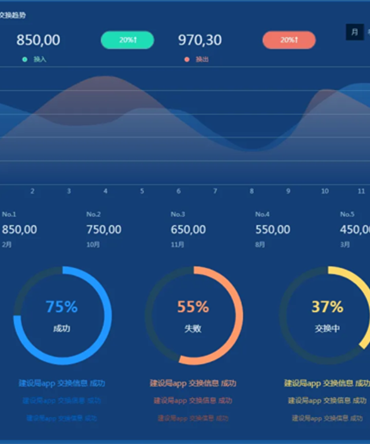 交换趋势
月
850,00 20%↑ 970,30 20%↑
换入 换出
2 3 4 5 6 7 8 9 10 11
No.1 No.2 No.3 No.4 No.5
850,00 750,00 650,00 550,00 450,00
2月 10月 11月 8月 3月
75% 55% 37%
成功 失败 交换中
建设局app 交换信息 成功 建设局app 交换信息 成功 建设局app 交换信息 成功
建设局app 交换信息 成功 建设局app 交换信息 成功 建设局app 交换信息 成功
建设局app 交换信息 成功 建设局app 交换信息 成功 建设局app 交换信息 成功